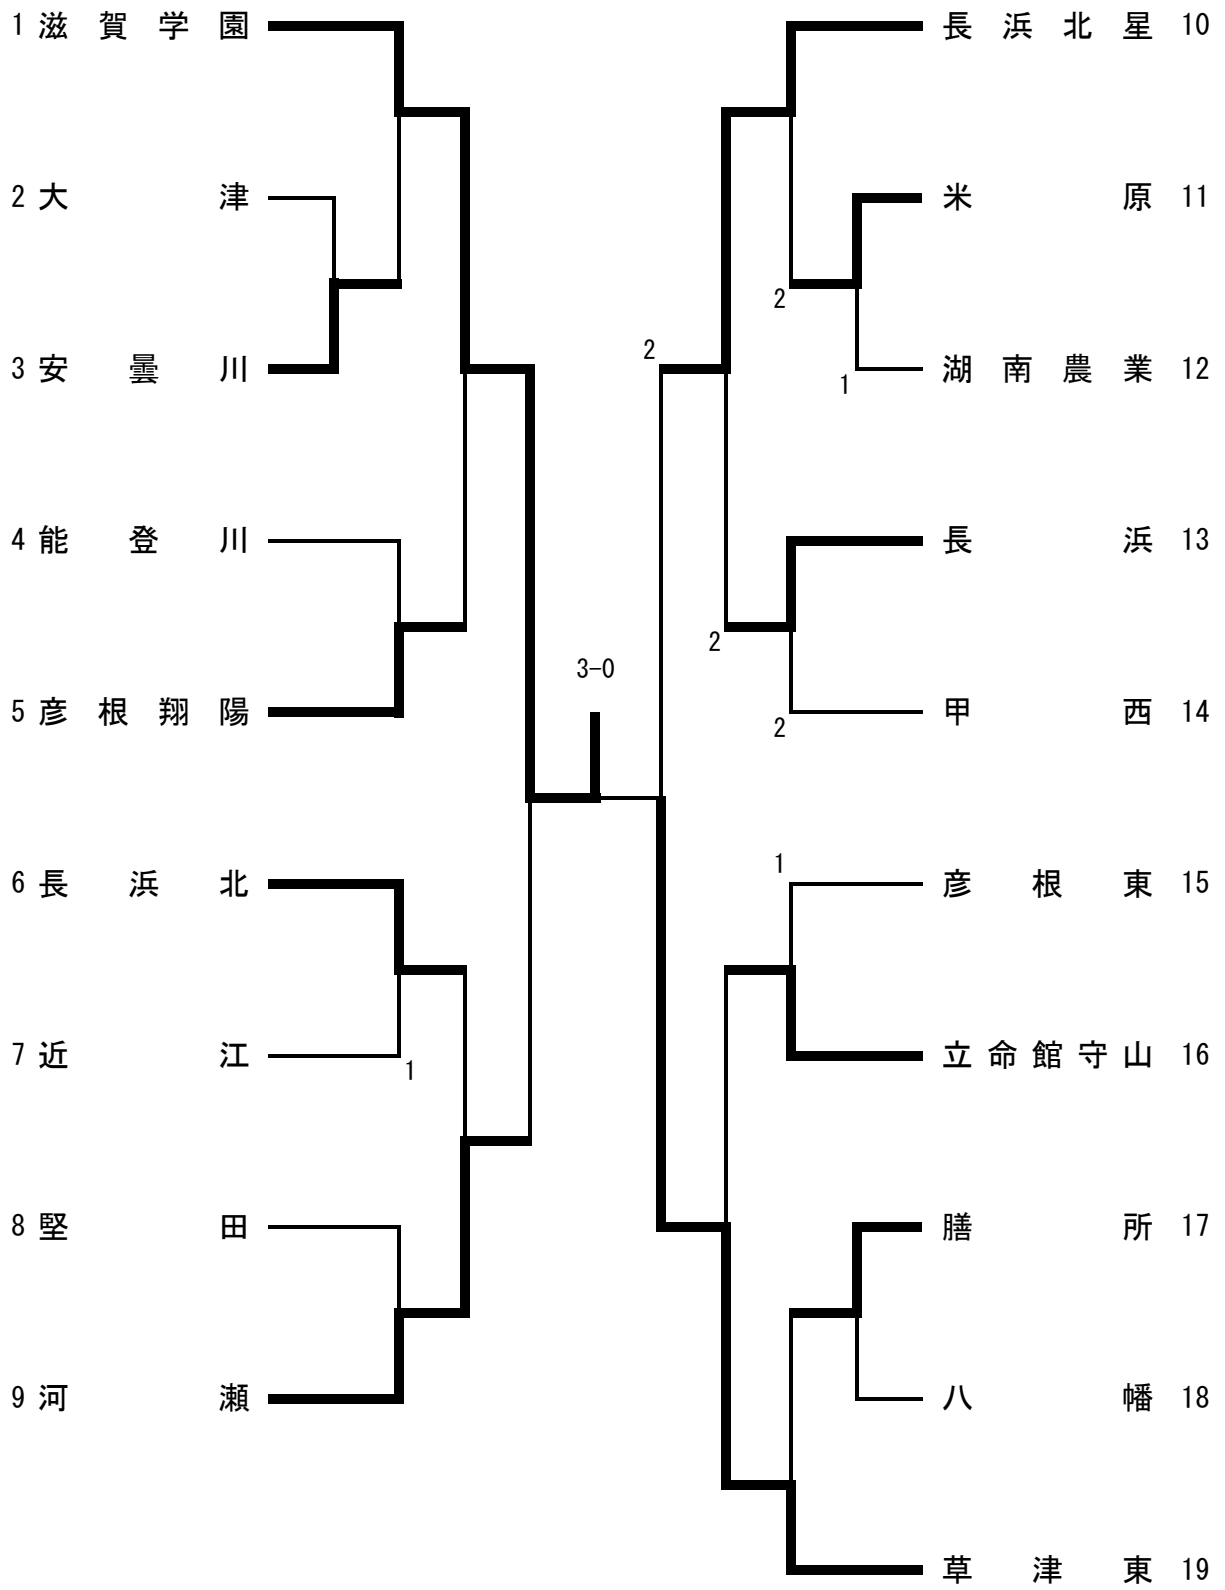 1 滋賀学園
2 大津
3 安曇川
4 能登川
5 彦根翔陽
6 長浜北
7 近江
1
8 堅田
9 河瀬
3-0
2
長浜北星 10
米原 11
2
湖南農業 12
1
長浜 13
2
甲西 14
2
1
彦根東 15
立命館守山 16
膳所 17
八幡 18
草津東 19